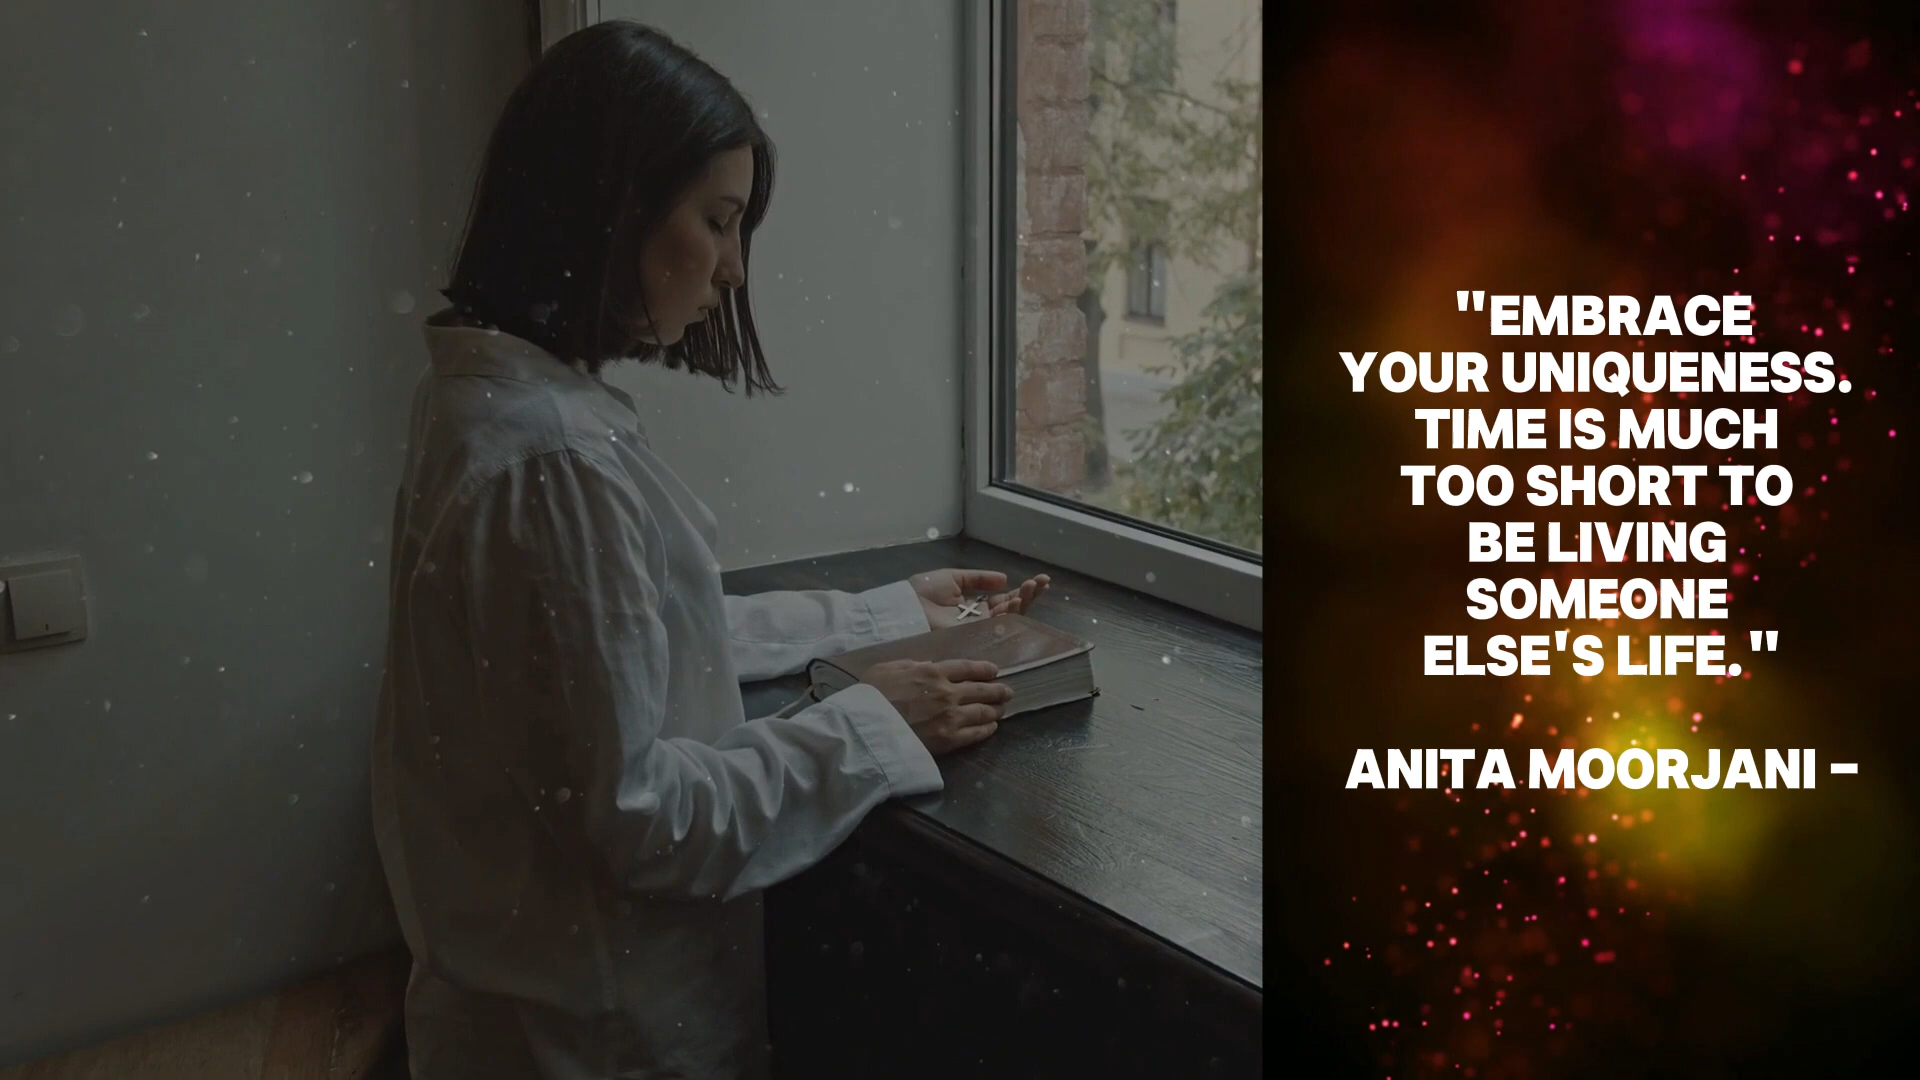 "EMBRACE
YOUR UNIQUENESS.
TIME IS MUCH
TOO SHORT TO
BE LIVING
SOMEONE
ELSE'S LIFE."
ANITA MOORJANI –